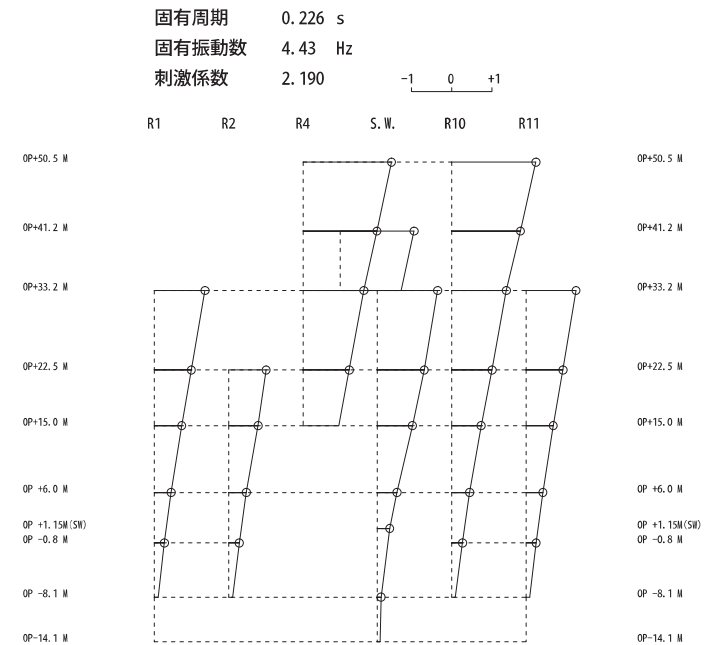 固有周期 0.226 s
固有振動数 4.43 Hz
刺激係数 2.190
-1 0 +1
R1 R2 R4 S.W. R10 R11
OP+50.5 M OP+50.5 M
OP+41.2 M OP+41.2 M
OP+33.2 M OP+33.2 M
OP+22.5 M OP+22.5 M
OP+15.0 M OP+15.0 M
OP +6.0 M OP +6.0 M
OP +1.15M(SW) OP +1.15M(SW)
OP -0.8 M OP -0.8 M
OP -8.1 M OP -8.1 M
OP-14.1 M OP-14.1 M